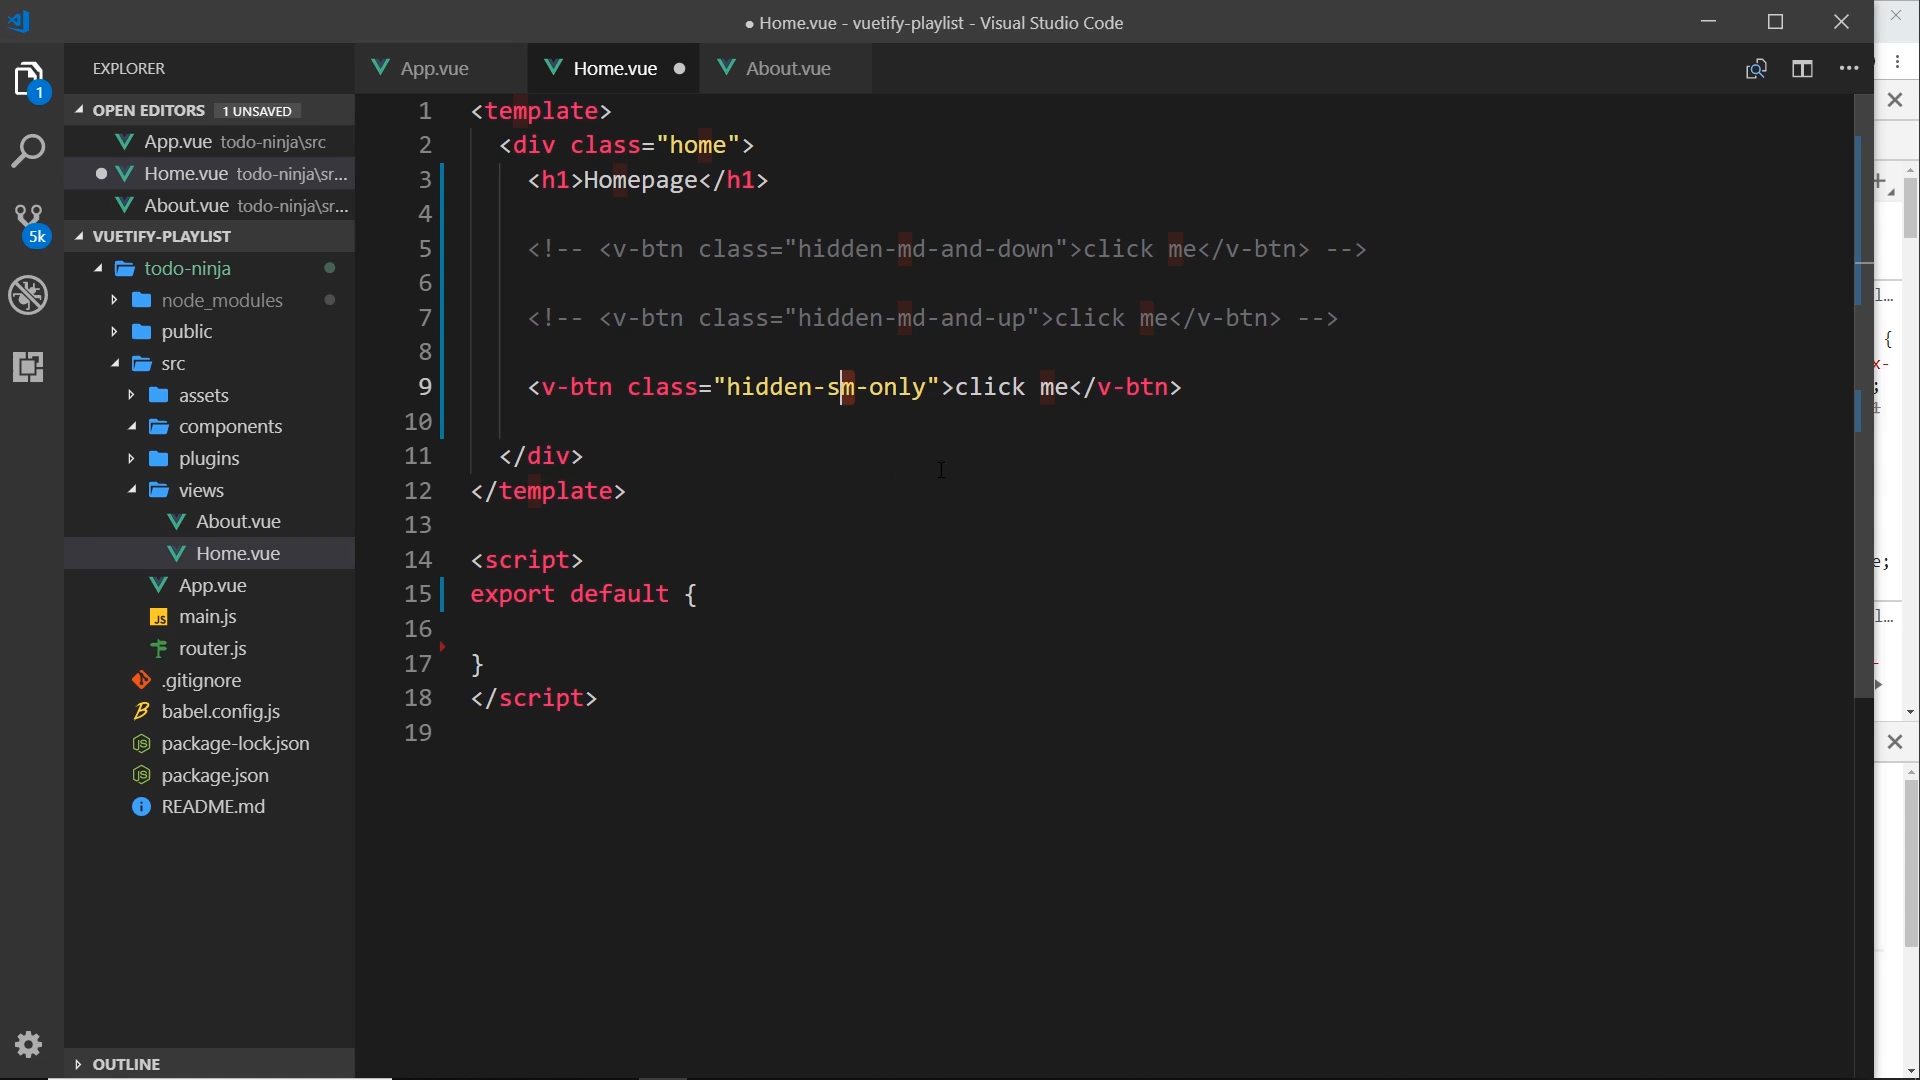 ● Home.vue - vuetify-playlist - Visual Studio Code
EXPLORER
OPEN EDITORS 1 UNSAVED
App.vue todo-ninja\src
Home.vue todo-ninja\sr...
About.vue todo-ninja\sr...
VUETIFY-PLAYLIST
todo-ninja
node_modules
public
src
assets
components
plugins
views
About.vue
Home.vue
App.vue
main.js
router.js
.gitignore
babel.config.js
package-lock.json
package.json
README.md
OUTLINE
1
5k
App.vue
Home.vue
About.vue
1 <template>
2 <div class="home">
3 <h1>Homepage</h1>
4
5 <!-- <v-btn class="hidden-md-and-down">click me</v-btn> -->
6
7 <!-- <v-btn class="hidden-md-and-up">click me</v-btn> -->
8
9 <v-btn class="hidden-sm-only">click me</v-btn>
10
11 </div>
12 </template>
13
14 <script>
15 export default {
16
17 }
18 </script>
19
l...
{
x-
;
e;
l...